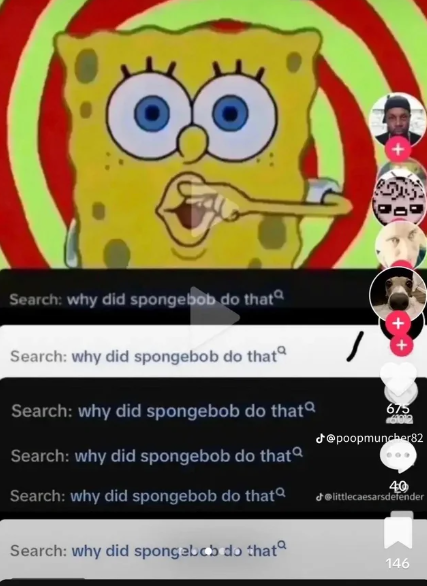 Search: why did spongebob do that
Search: why did spongebob do that
Search: why did spongebob do that
675
@poopmuncher82
Search: why did spongebob do that
40
Search: why did spongebob do that
@littlecaesarsdefender
Search: why did spongebob do that
146